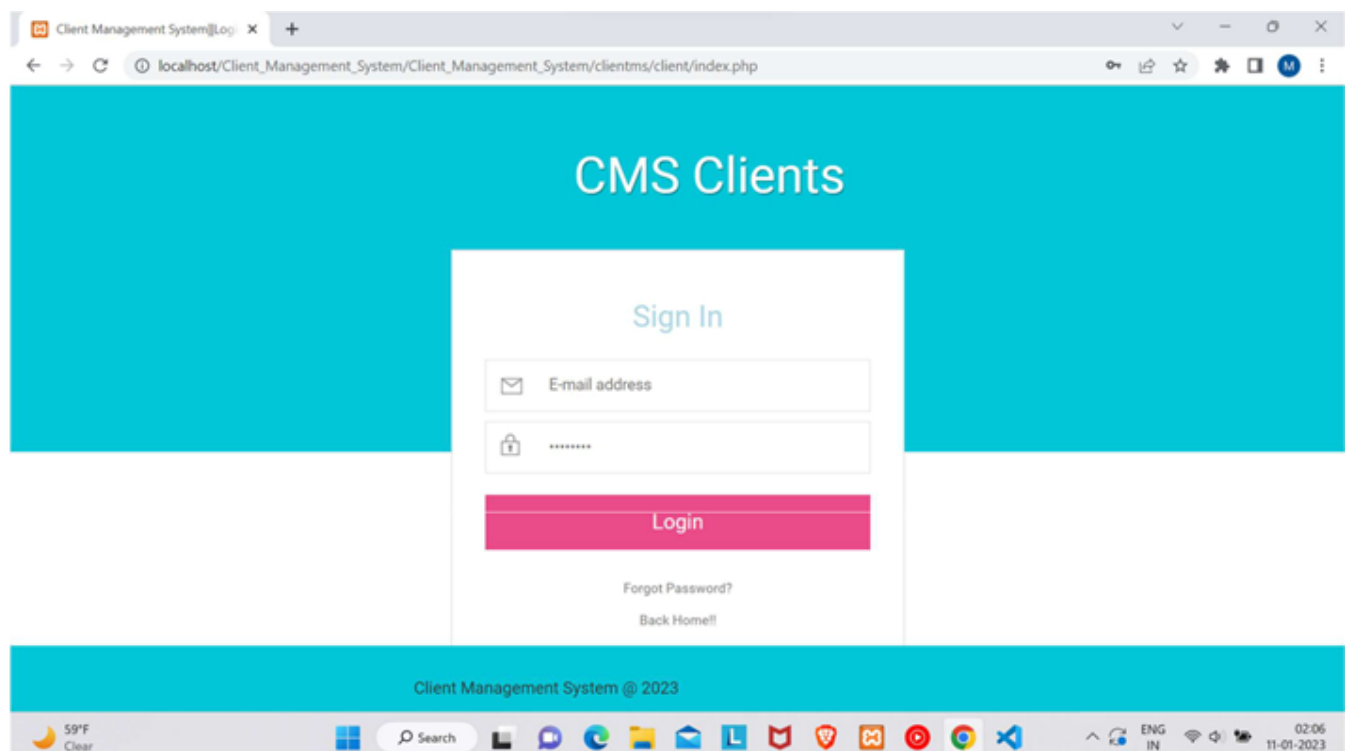 Client Management System||Log
localhost/Client_Management_System/Client_Management_System/clientms/client/index.php
M
CMS Clients
Sign In
E-mail address
••••••••
Login
Forgot Password?
Back Home!!
Client Management System @ 2023
59°F
Clear
Search
L
ENG
IN
02:06
11-01-2023